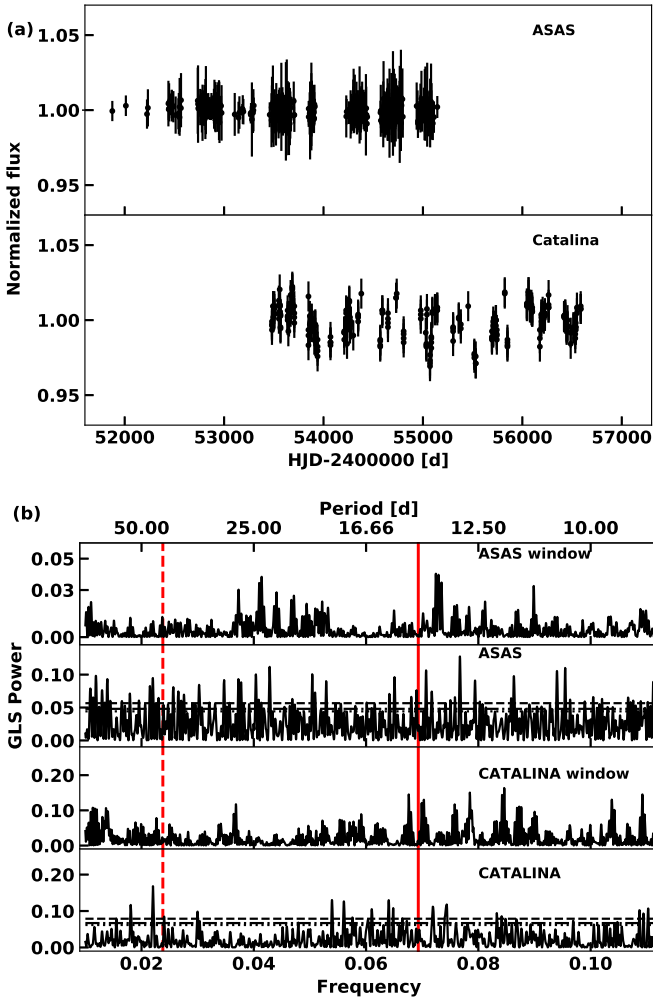 (a)
1.05
ASAS
1.00
0.95
Normalized flux
1.05
Catalina
1.00
0.95
52000 53000 54000 55000 56000 57000
HJD-2400000 [d]
(b)
Period [d]
50.00 25.00 16.66 12.50 10.00
0.05
ASAS window
0.03
0.00
ASAS
0.10
0.05
0.00
GLS Power
0.20
CATALINA window
0.10
0.00
0.20
CATALINA
0.10
0.00
0.02 0.04 0.06 0.08 0.10
Frequency